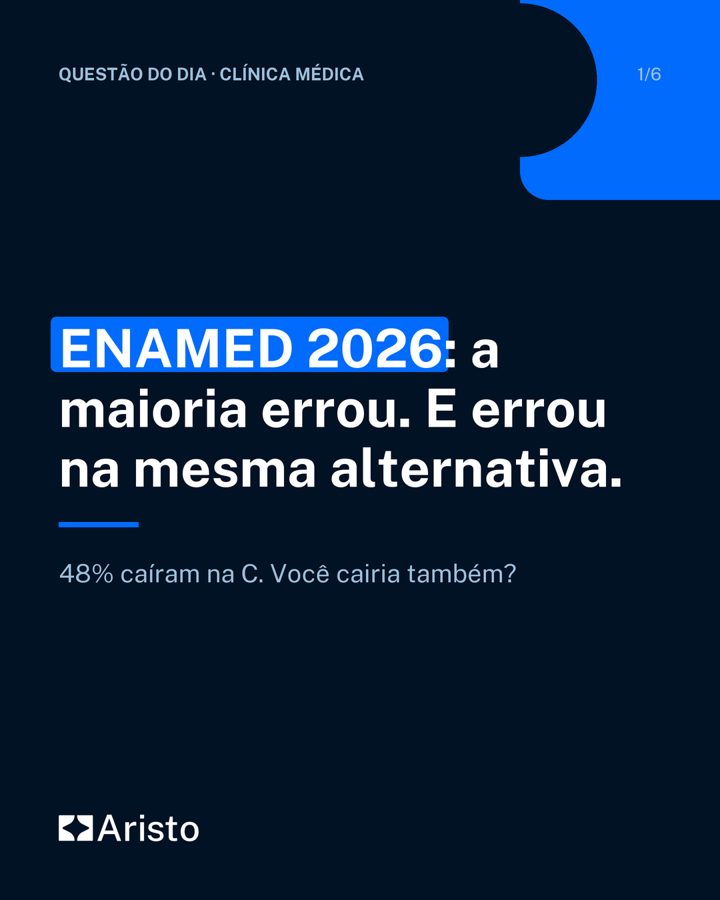 QUESTÃO DO DIA · CLÍNICA MÉDICA
1/6
ENAMED 2026: a
maioria errou. E errou
na mesma alternativa.
48% caíram na C. Você cairia também?
Aristo